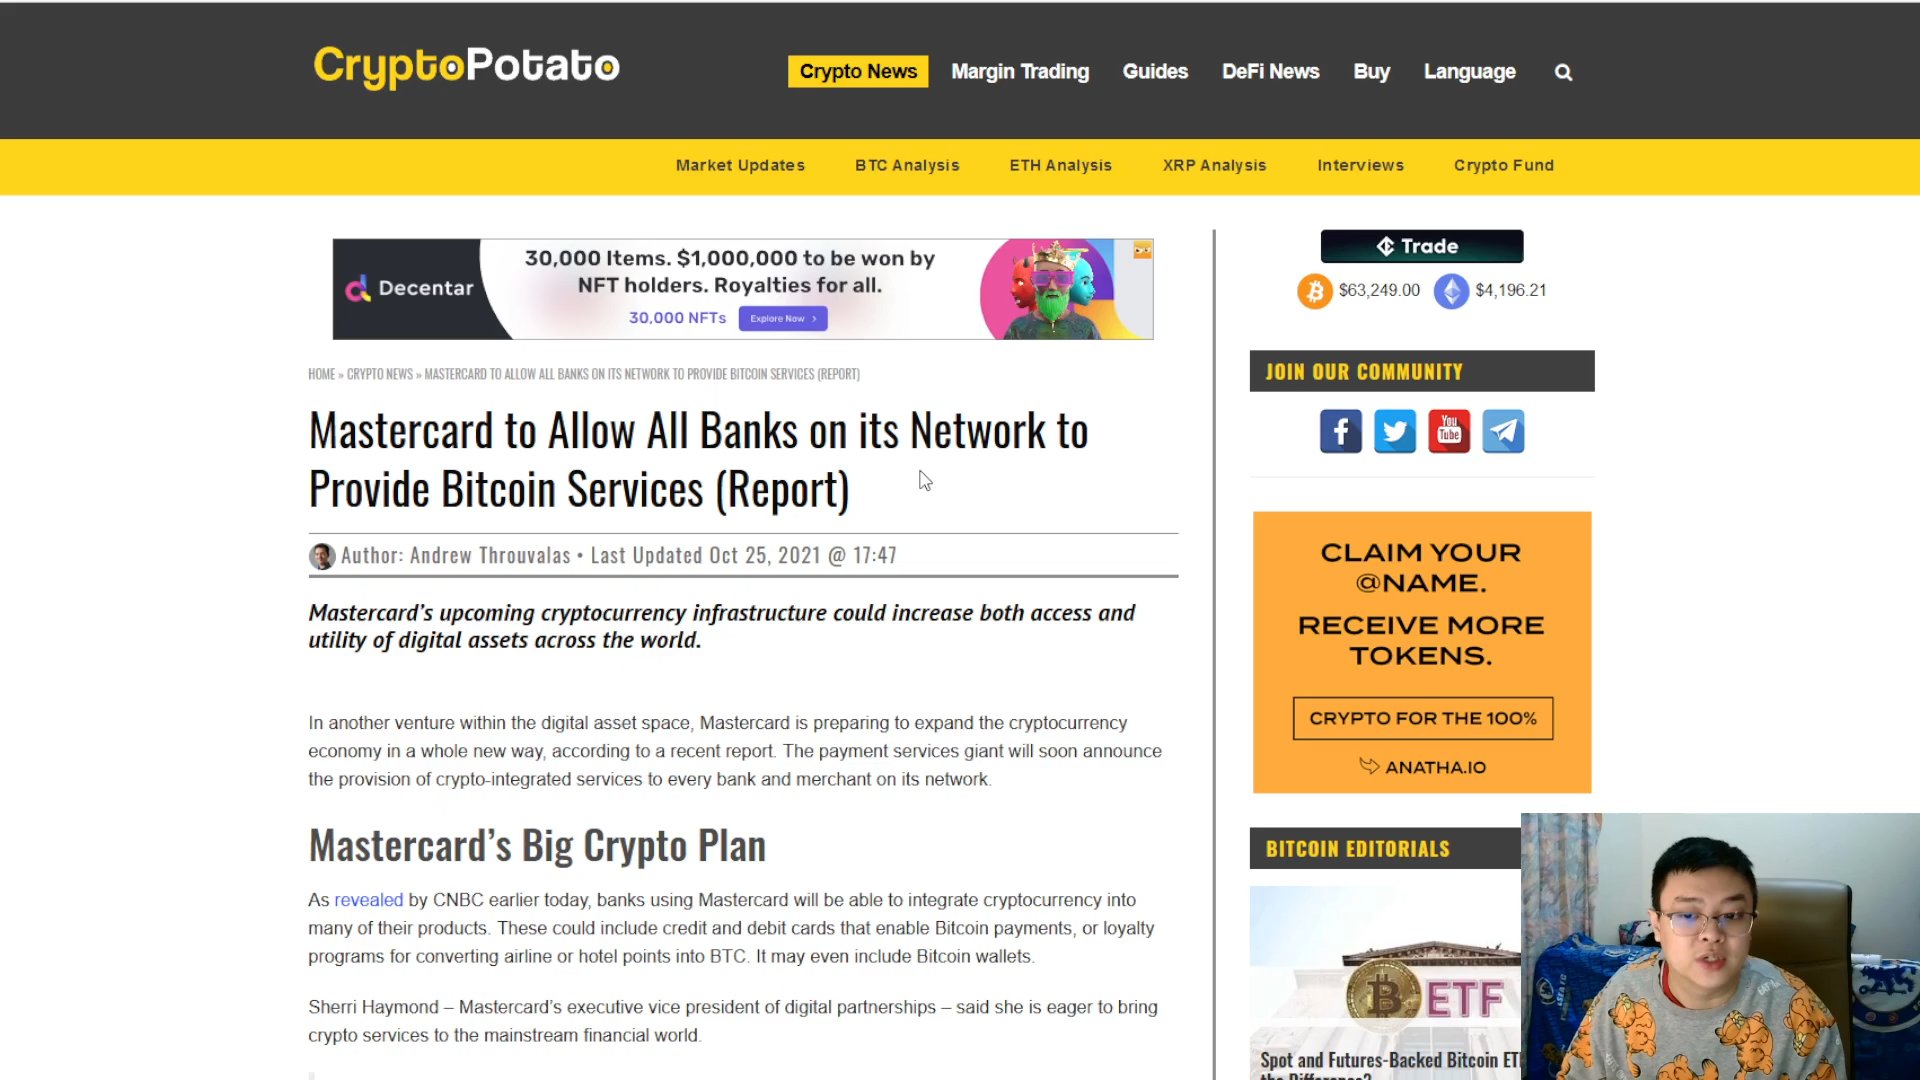 CryptoPotato
Crypto News
Margin Trading
Guides
DeFi News
Buy
Language
Market Updates
BTC Analysis
ETH Analysis
XRP Analysis
Interviews
Crypto Fund
Decentar
30,000 Items. $1,000,000 to be won by
NFT holders. Royalties for all.
30,000 NFTs
Explore Now >
Trade
$63,249.00
$4,196.21
HOME » CRYPTO NEWS » MASTERCARD TO ALLOW ALL BANKS ON ITS NETWORK TO PROVIDE BITCOIN SERVICES (REPORT)
Mastercard to Allow All Banks on its Network to
Provide Bitcoin Services (Report)
Author: Andrew Throuvalas • Last Updated Oct 25, 2021 @ 17:47
Mastercard’s upcoming cryptocurrency infrastructure could increase both access and
utility of digital assets across the world.
In another venture within the digital asset space, Mastercard is preparing to expand the cryptocurrency
economy in a whole new way, according to a recent report. The payment services giant will soon announce
the provision of crypto-integrated services to every bank and merchant on its network.
Mastercard’s Big Crypto Plan
As revealed by CNBC earlier today, banks using Mastercard will be able to integrate cryptocurrency into
many of their products. These could include credit and debit cards that enable Bitcoin payments, or loyalty
programs for converting airline or hotel points into BTC. It may even include Bitcoin wallets.
Sherri Haymond – Mastercard’s executive vice president of digital partnerships – said she is eager to bring
crypto services to the mainstream financial world.
JOIN OUR COMMUNITY
You
Tube
CLAIM YOUR
@NAME.
RECEIVE MORE
TOKENS.
CRYPTO FOR THE 100%
ANATHA.IO
BITCOIN EDITORIALS
ETF
Spot and Futures-Backed Bitcoin